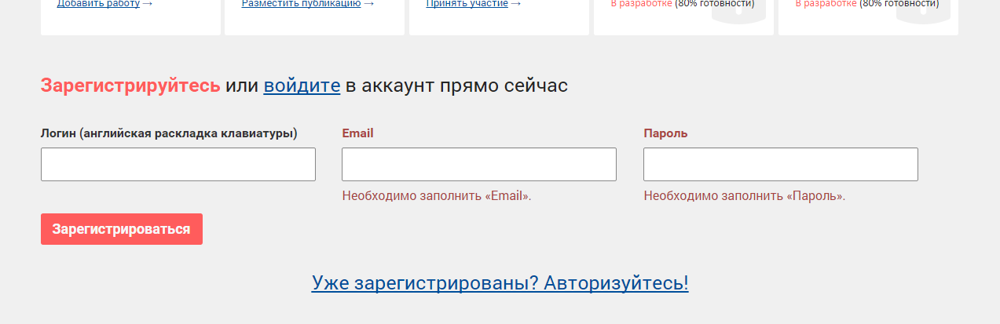 Добавить работу → Разместить публикацию → Принять участие → В разработке (80% готовности) В разработке (80% готовности)
Зарегистрируйтесь или войдите в аккаунт прямо сейчас
Логин (английская раскладка клавиатуры) Email Пароль
Необходимо заполнить «Email». Необходимо заполнить «Пароль».
Зарегистрироваться
Уже зарегистрированы? Авторизуйтесь!